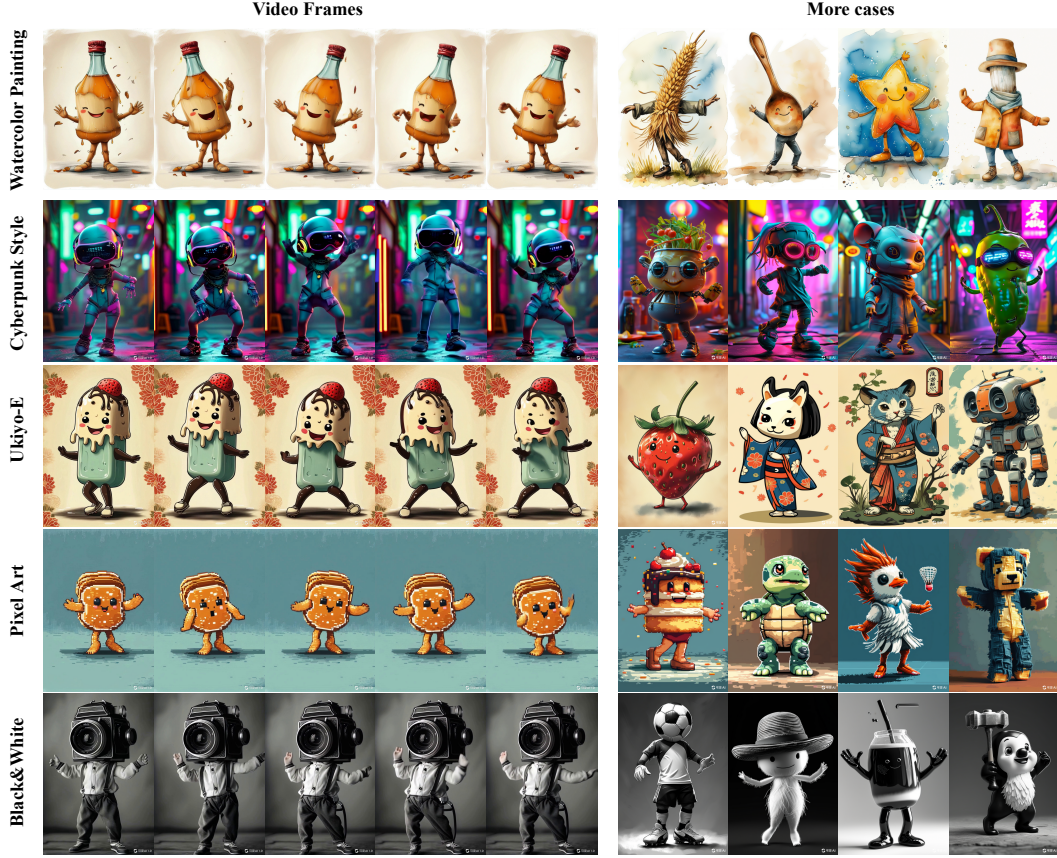 Video Frames
More cases
Watercolor Painting
Cyberpunk Style
Ukiyo-E
Pixel Art
Black&White